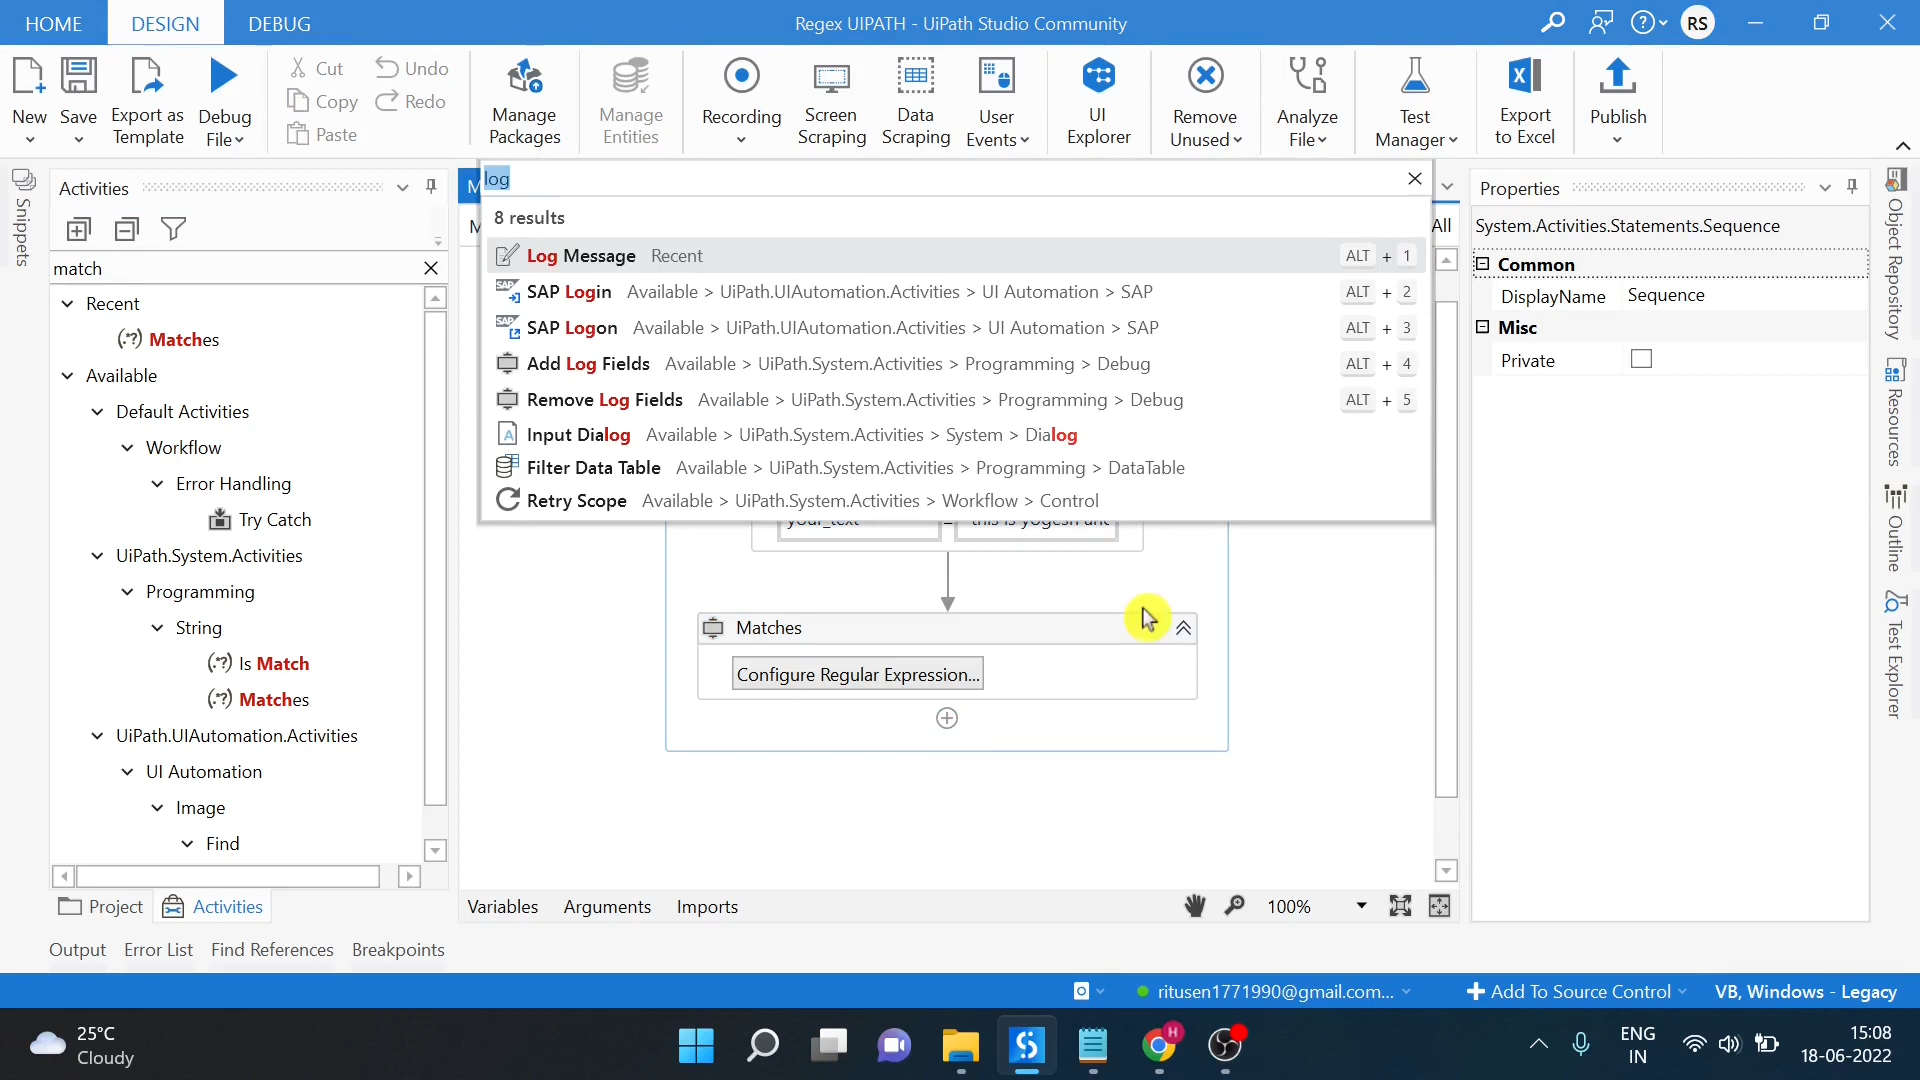 HOME
DESIGN
DEBUG
Regex UIPATH - UiPath Studio Community
RS
New
Save
Export as
Template
Debug
File
Cut
Copy
Paste
Undo
Redo
Manage
Packages
Manage
Entities
Recording
Screen
Scraping
Data
Scraping
User
Events
UI
Explorer
Remove
Unused
Analyze
File
Test
Manager
Export
to Excel
Publish
Snippets
Activities
match
Recent
Matches
Available
Default Activities
Workflow
Error Handling
Try Catch
UiPath.System.Activities
Programming
String
Is Match
Matches
UiPath.UIAutomation.Activities
UI Automation
Image
Find
Project
Activities
log
8 results
Log Message Recent ALT + 1
SAP Login Available > UiPath.UIAutomation.Activities > UI Automation > SAP ALT + 2
SAP Logon Available > UiPath.UIAutomation.Activities > UI Automation > SAP ALT + 3
Add Log Fields Available > UiPath.System.Activities > Programming > Debug ALT + 4
Remove Log Fields Available > UiPath.System.Activities > Programming > Debug ALT + 5
Input Dialog Available > UiPath.System.Activities > System > Dialog
Filter Data Table Available > UiPath.System.Activities > Programming > DataTable
Retry Scope Available > UiPath.System.Activities > Workflow > Control
All
your_text = "this is yogesh and
Matches
Configure Regular Expression...
Variables
Arguments
Imports
100%
Properties
System.Activities.Statements.Sequence
Common
DisplayName Sequence
Misc
Private
Object Repository
Resources
Outline
Test Explorer
Output
Error List
Find References
Breakpoints
ritusen1771990@gmail.com...
Add To Source Control
VB, Windows - Legacy
25°C
Cloudy
H
ENG
IN
15:08
18-06-2022